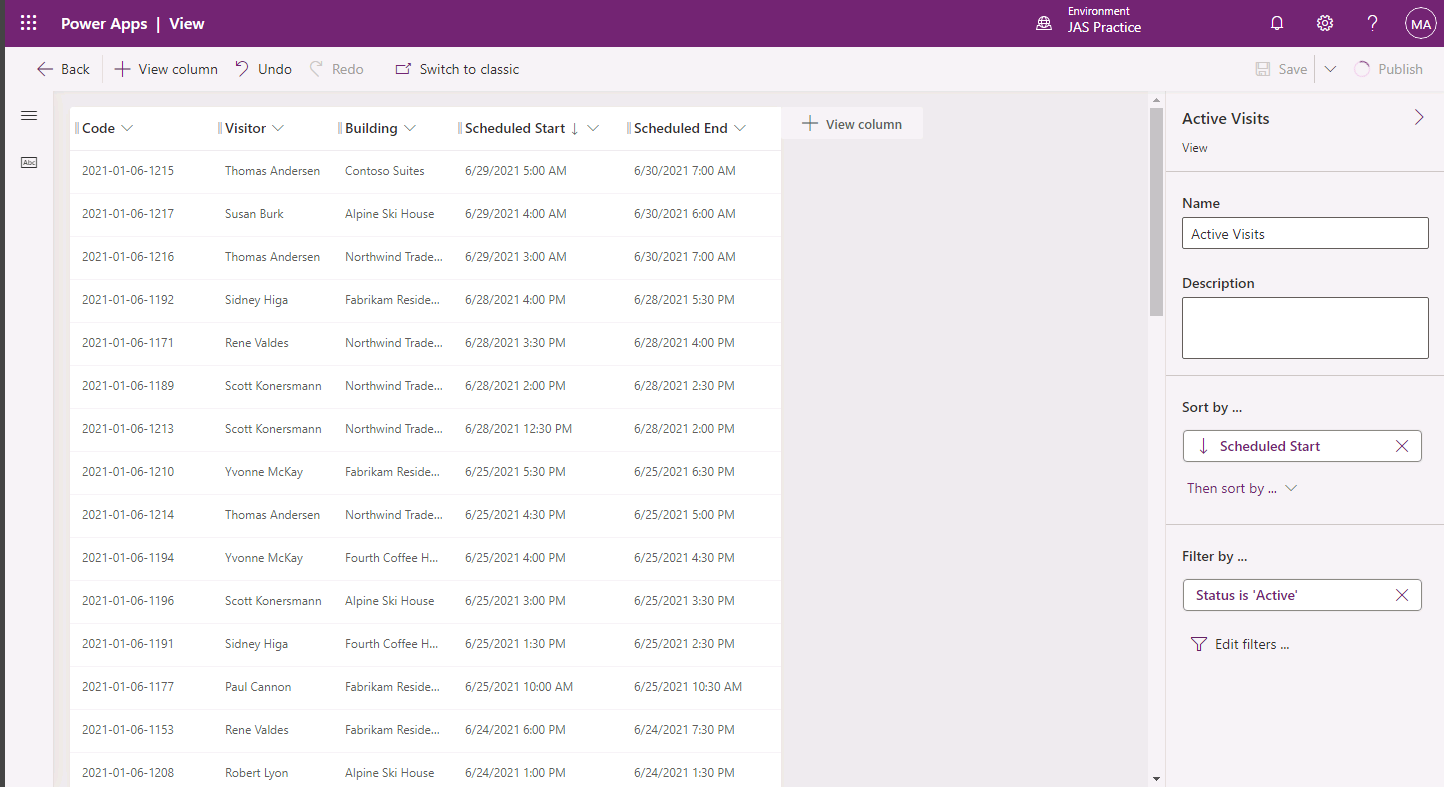 Power Apps | View
Environment
JAS Practice
MA
Back
View column
Undo
Redo
Switch to classic
Save
Publish
Abc
Code Visitor Building Scheduled Start Scheduled End
View column
2021-01-06-1215 Thomas Andersen Contoso Suites 6/29/2021 5:00 AM 6/30/2021 7:00 AM
2021-01-06-1217 Susan Burk Alpine Ski House 6/29/2021 4:00 AM 6/30/2021 6:00 AM
2021-01-06-1216 Thomas Andersen Northwind Trade... 6/29/2021 3:00 AM 6/30/2021 7:00 AM
2021-01-06-1192 Sidney Higa Fabrikam Reside... 6/28/2021 4:00 PM 6/28/2021 5:30 PM
2021-01-06-1171 Rene Valdes Northwind Trade... 6/28/2021 3:30 PM 6/28/2021 4:00 PM
2021-01-06-1189 Scott Konersmann Northwind Trade... 6/28/2021 2:00 PM 6/28/2021 2:30 PM
2021-01-06-1213 Scott Konersmann Northwind Trade... 6/28/2021 12:30 PM 6/28/2021 2:00 PM
2021-01-06-1210 Yvonne McKay Fabrikam Reside... 6/25/2021 5:30 PM 6/25/2021 6:30 PM
2021-01-06-1214 Thomas Andersen Northwind Trade... 6/25/2021 4:30 PM 6/25/2021 5:00 PM
2021-01-06-1194 Yvonne McKay Fourth Coffee H... 6/25/2021 4:00 PM 6/25/2021 4:30 PM
2021-01-06-1196 Scott Konersmann Alpine Ski House 6/25/2021 3:00 PM 6/25/2021 3:30 PM
2021-01-06-1191 Sidney Higa Fourth Coffee H... 6/25/2021 1:30 PM 6/25/2021 2:30 PM
2021-01-06-1177 Paul Cannon Fabrikam Reside... 6/25/2021 10:00 AM 6/25/2021 10:30 AM
2021-01-06-1153 Rene Valdes Fabrikam Reside... 6/24/2021 6:00 PM 6/24/2021 7:30 PM
2021-01-06-1208 Robert Lyon Alpine Ski House 6/24/2021 1:00 PM 6/24/2021 1:30 PM
Active Visits
View
Name
Active Visits
Description
Sort by ...
Scheduled Start
Then sort by ...
Filter by ...
Status is 'Active'
Edit filters ...